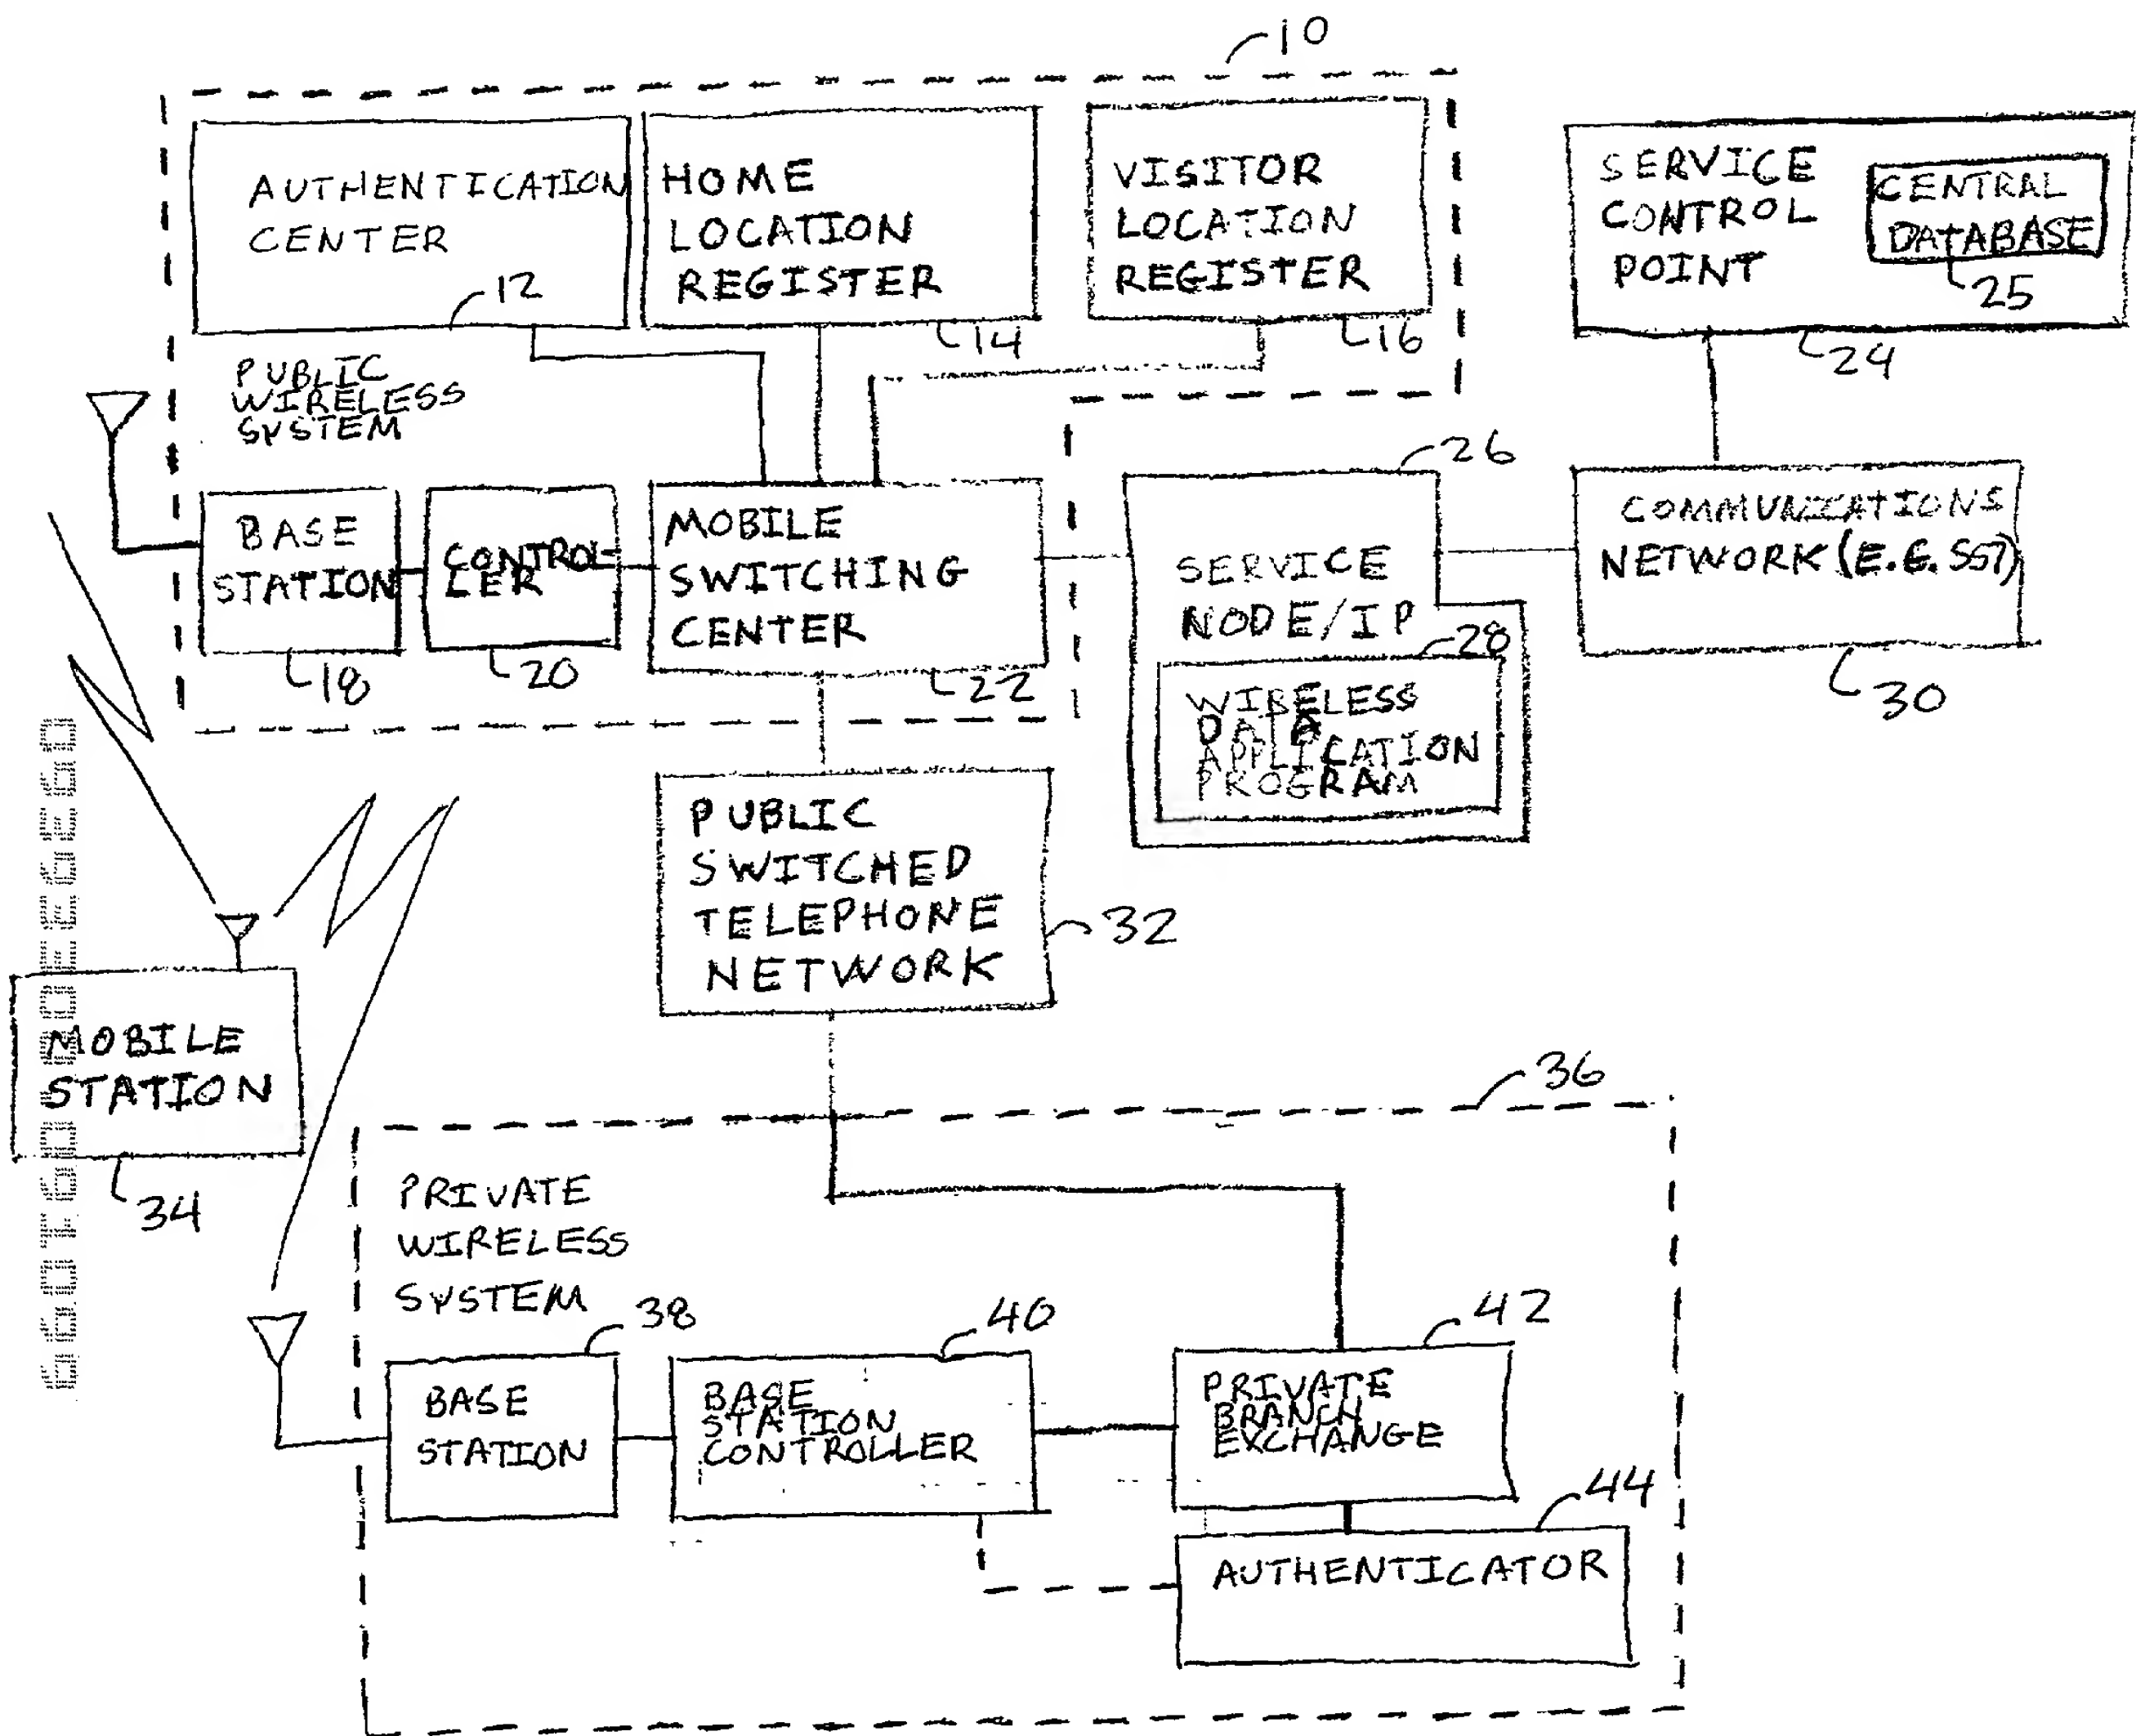 10
AUTHENTICATION
CENTER
12
HOME
LOCATION
REGISTER
14
VISITOR
LOCATION
REGISTER
16
SERVICE
CONTROL
POINT
CENTRAL
DATABASE
25
24
PUBLIC
WIRELESS
SYSTEM
BASE
STATION
18
CONTROL-
LER
20
MOBILE
SWITCHING
CENTER
22
26
SERVICE
NODE/IP
28
WIRELESS
DATA
APPLICATION
PROGRAM
COMMUNICATIONS
NETWORK (E.G. SS7)
30
PUBLIC
SWITCHED
TELEPHONE
NETWORK
32
MOBILE
STATION
34
36
PRIVATE
WIRELESS
SYSTEM
38
BASE
STATION
40
BASE
STATION
CONTROLLER
42
PRIVATE
BRANCH
EXCHANGE
44
AUTHENTICATOR